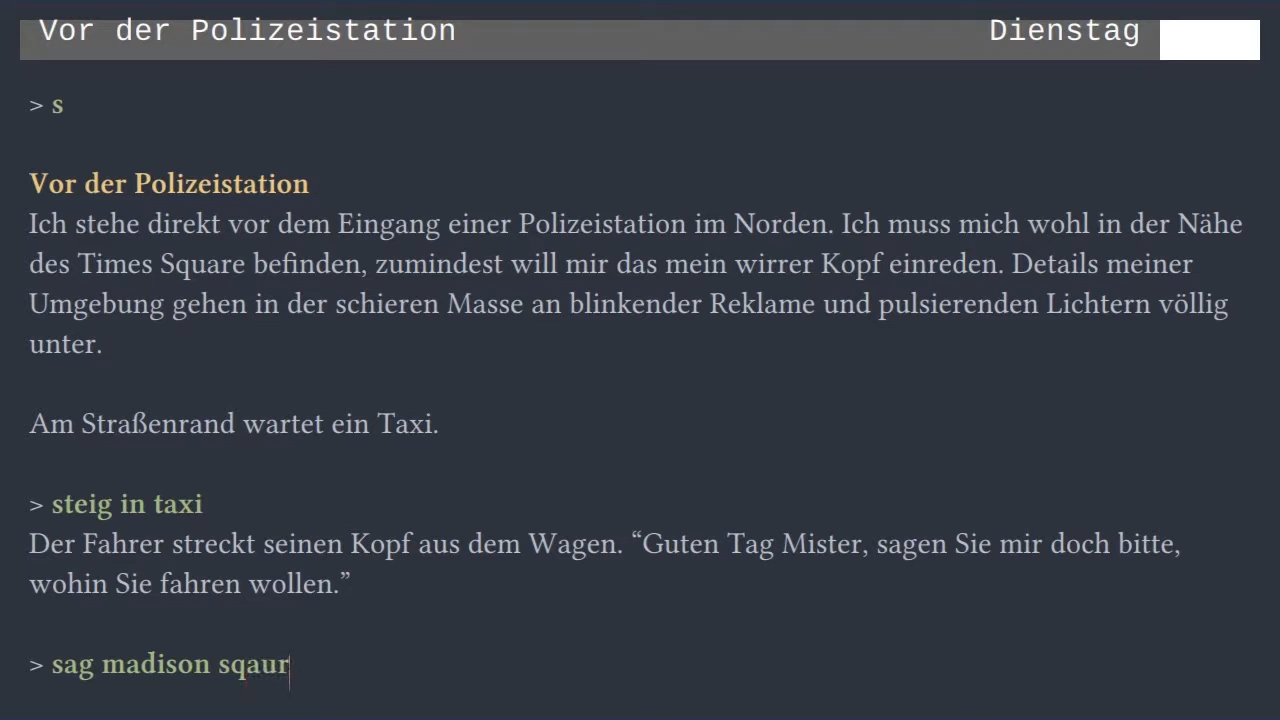 Vor der Polizeistation Dienstag
> s
Vor der Polizeistation
Ich stehe direkt vor dem Eingang einer Polizeistation im Norden. Ich muss mich wohl in der Nähe
des Times Square befinden, zumindest will mir das mein wirrer Kopf einreden. Details meiner
Umgebung gehen in der schieren Masse an blinkender Reklame und pulsierenden Lichtern völlig
unter.
Am Straßenrand wartet ein Taxi.
> steig in taxi
Der Fahrer streckt seinen Kopf aus dem Wagen. “Guten Tag Mister, sagen Sie mir doch bitte,
wohin Sie fahren wollen.”
> sag madison sqaur